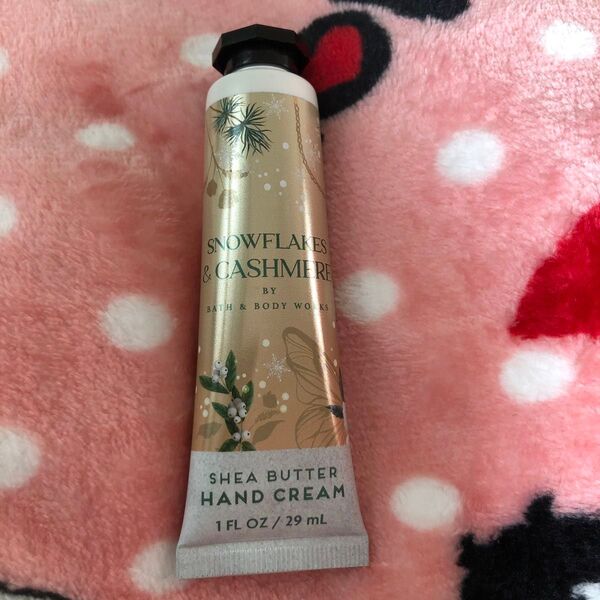 SNOWFLAKES
& CASHMERE
BY
BATH & BODY WORKS
SHEA BUTTER
HAND CREAM
1 FL OZ / 29 mL